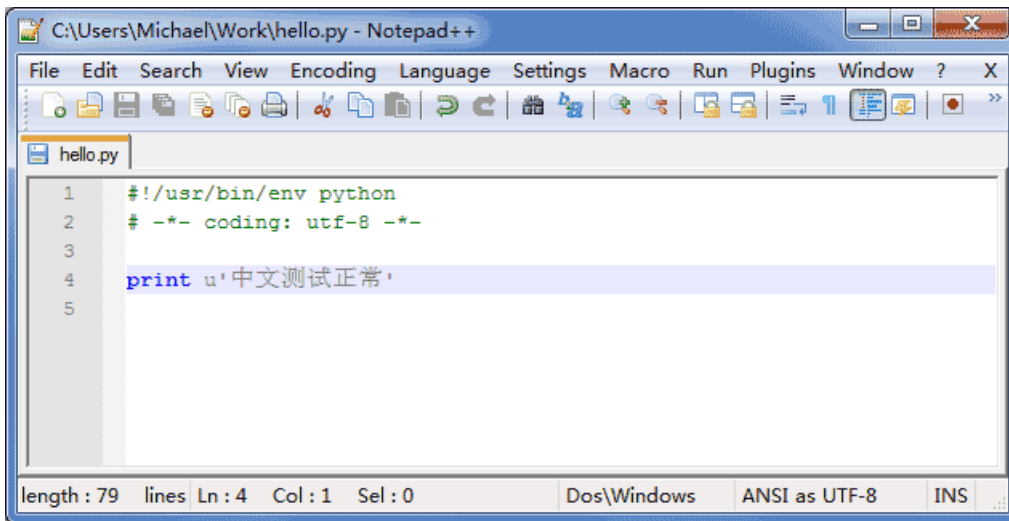 C:\Users\Michael\Work\hello.py - Notepad++
File Edit Search View Encoding Language Settings Macro Run Plugins Window ? X
hello.py
1 #!/usr/bin/env python
2 # -*- coding: utf-8 -*-
3
4 print u'中文测试正常'
5
length : 79 lines Ln : 4 Col : 1 Sel : 0 Dos\Windows ANSI as UTF-8 INS